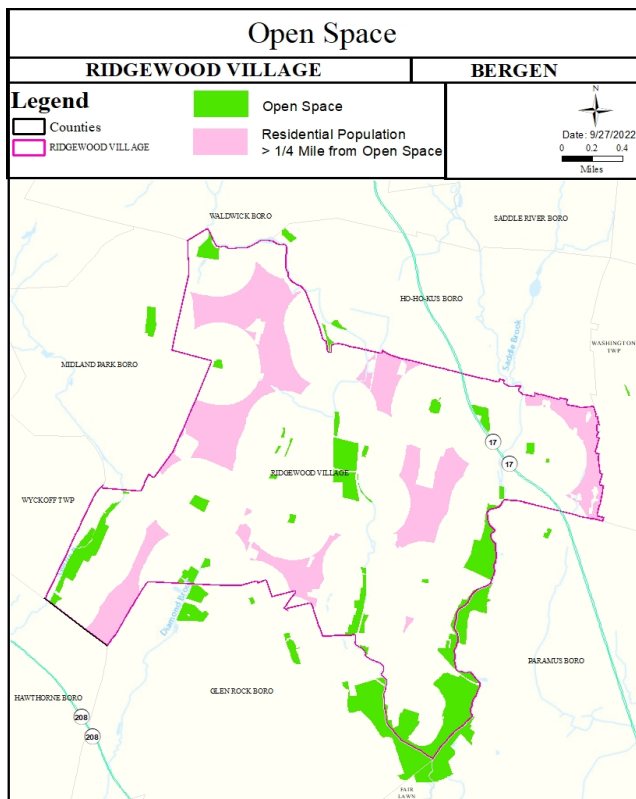 Open Space
RIDGEWOOD VILLAGE
BERGEN
Legend
Counties
RIDGEWOOD VILLAGE
Open Space
Residential Population
> 1/4 Mile from Open Space
N
Date: 9/27/2022
0 0.2 0.4
Miles
WALDWICK BORO
SADDLE RIVER BORO
HO-HO-KUS BORO
WASHINGTON
TWP
Saddle Brook
MIDLAND PARK BORO
17
17
RIDGEWOOD VILLAGE
WYCKOFF TWP
Diamond Brook
PARAMUS BORO
GLEN ROCK BORO
HAWTHORNE BORO
208
208
FAIR
LAWN